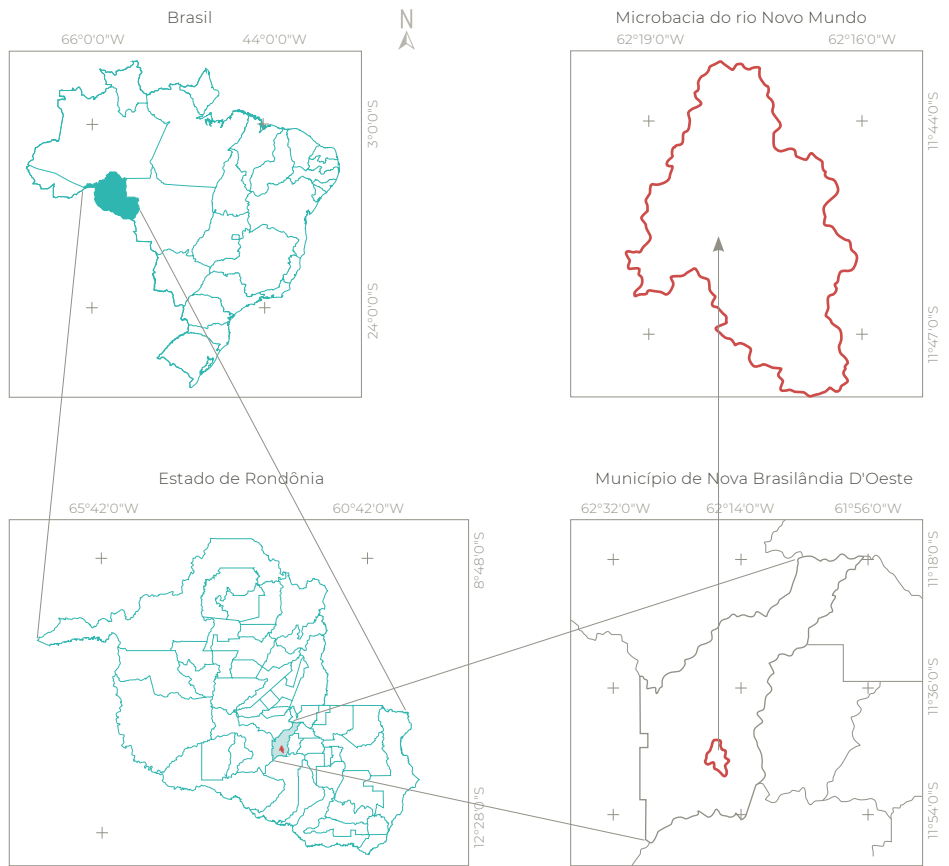 Brasil
66°0'0"W
44°0'0"W
3°0'0"S
24°0'0"S
N
Microbacia do rio Novo Mundo
62°19'0"W
62°16'0"W
11°44'0"S
11°47'0"S
Estado de Rondônia
65°42'0"W
60°42'0"W
8°48'0"S
12°28'0"S
Município de Nova Brasilândia D'Oeste
62°32'0"W
62°14'0"W
61°56'0"W
11°18'0"S
11°36'0"S
11°54'0"S